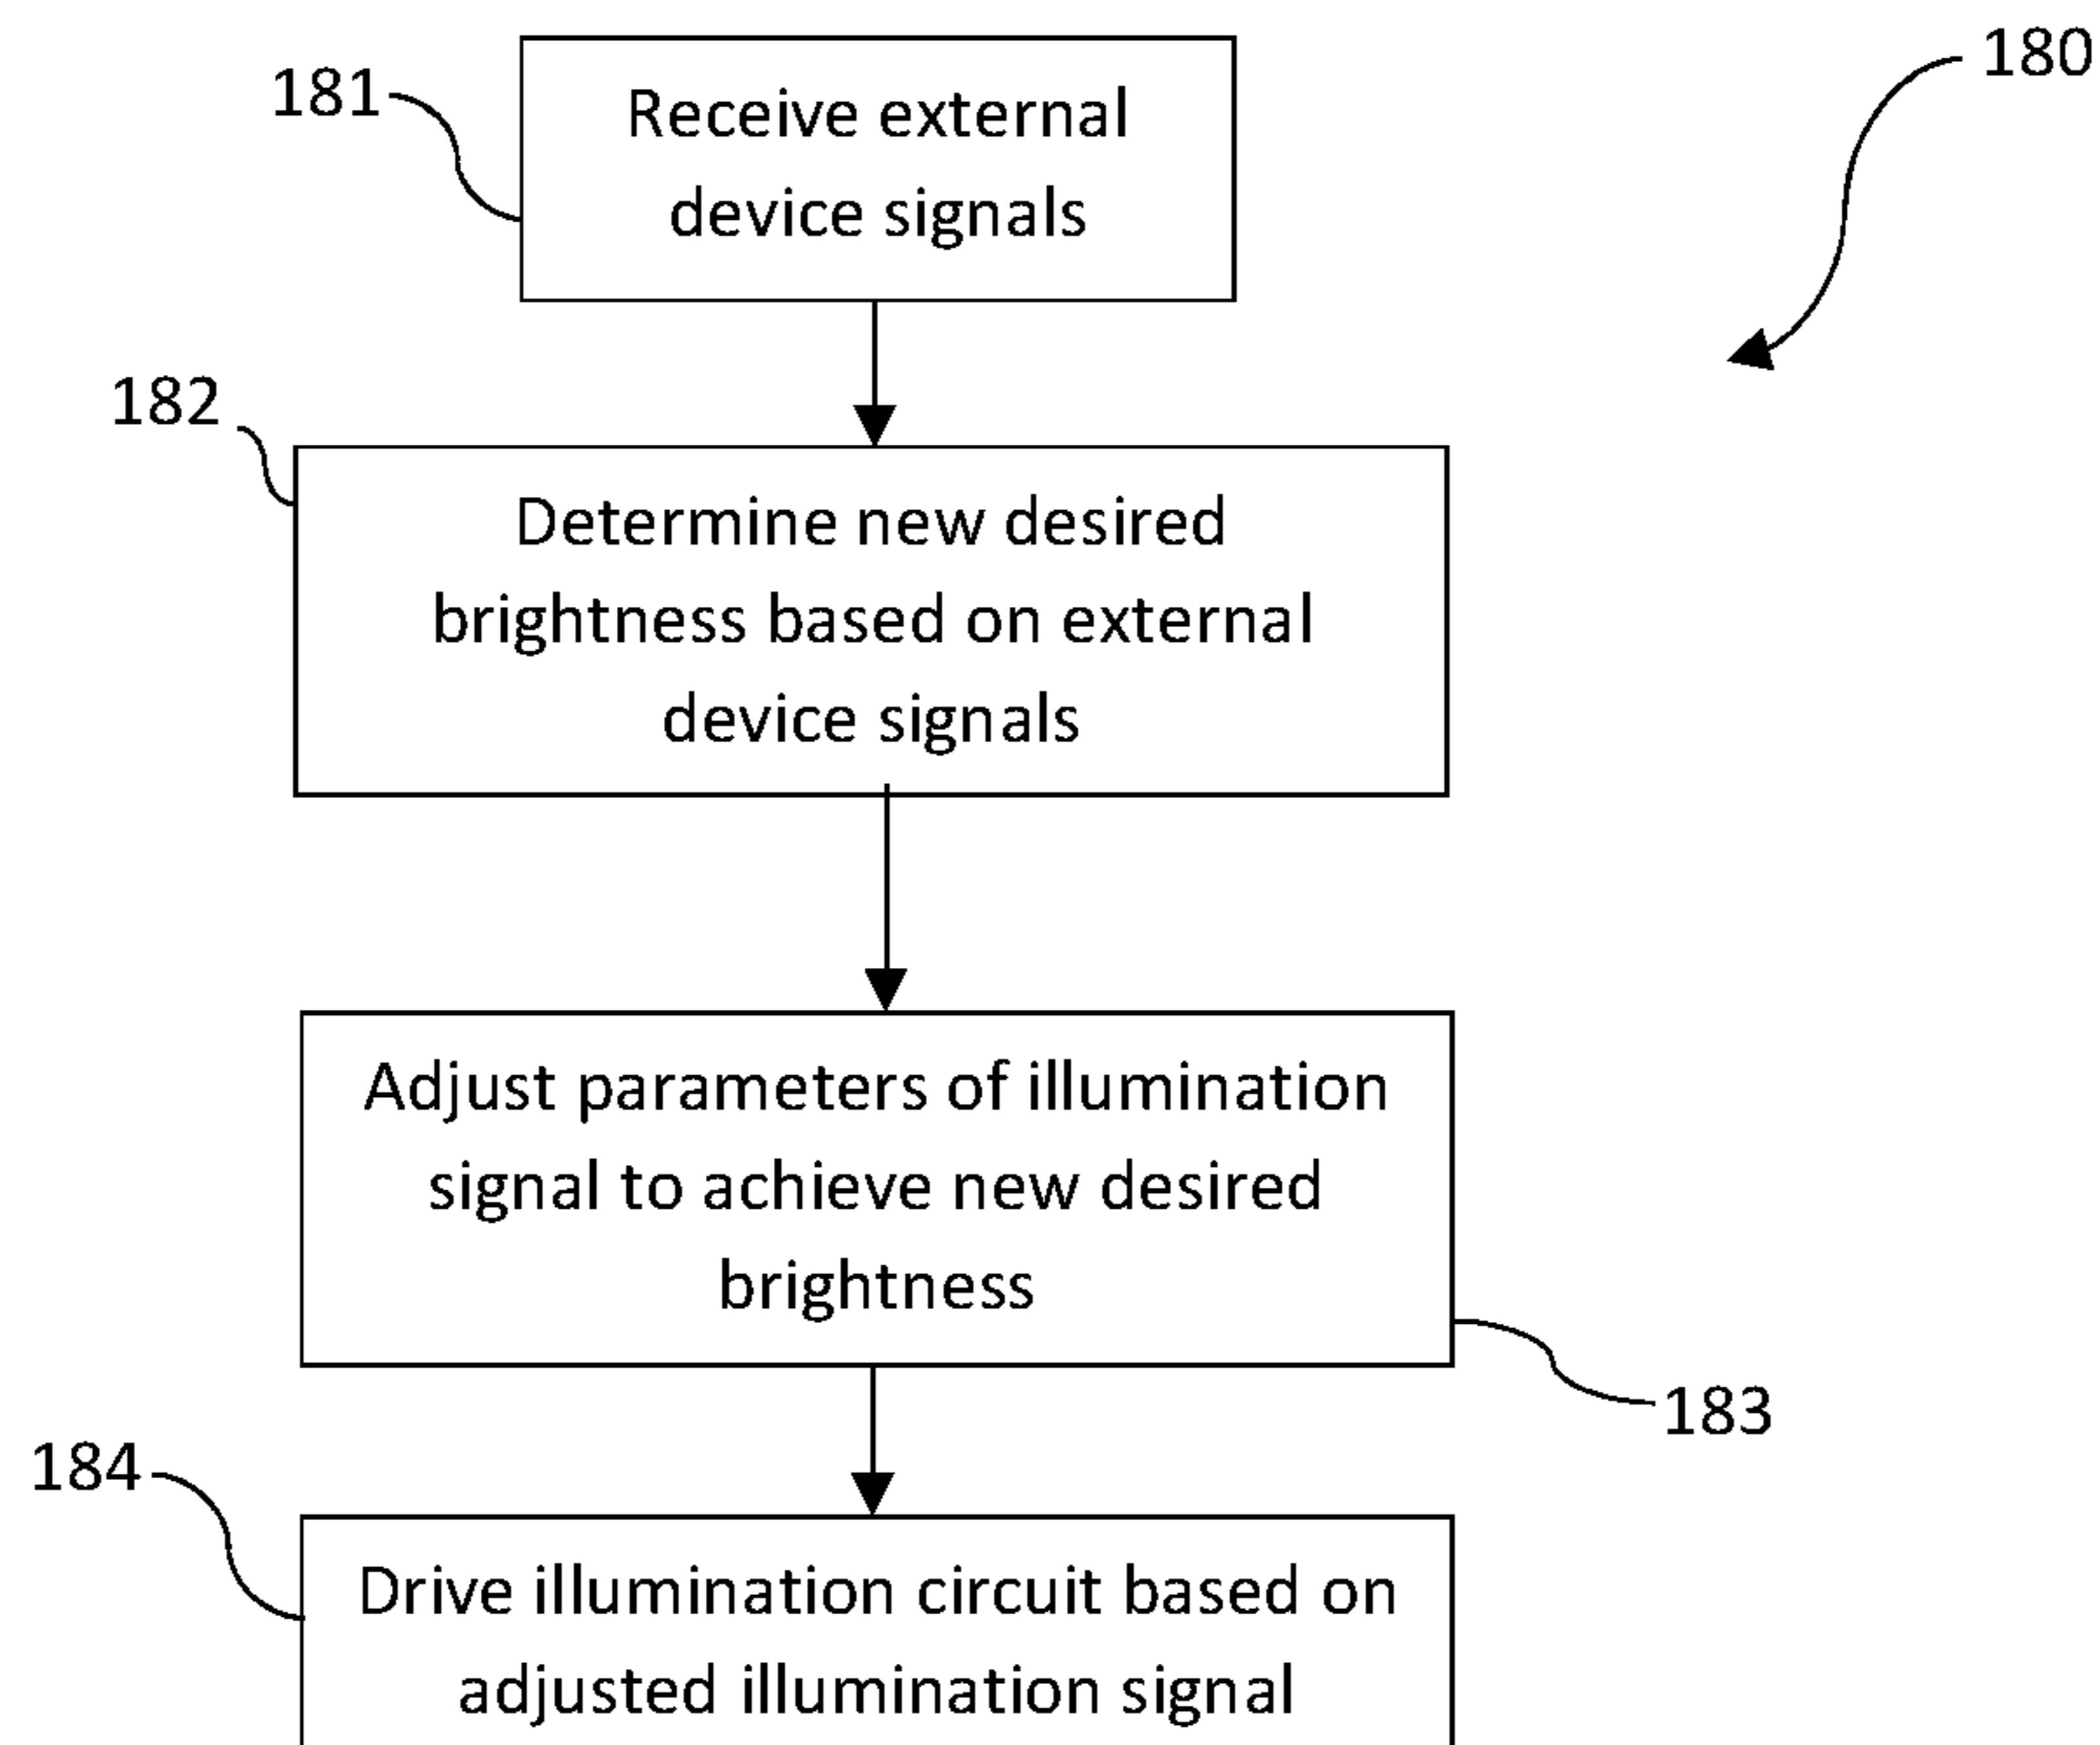 180
181
Receive external
device signals
182
Determine new desired
brightness based on external
device signals
Adjust parameters of illumination
signal to achieve new desired
brightness
183
184
Drive illumination circuit based on
adjusted illumination signal